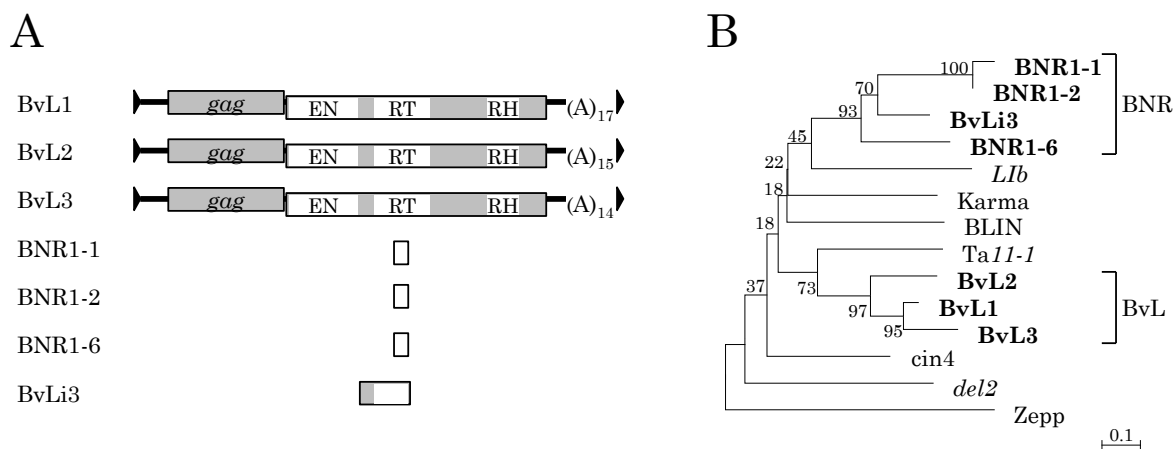 A
BvL1 gag EN RT RH (A)17
BvL2 gag EN RT RH (A)15
BvL3 gag EN RT RH (A)14
BNR1-1
BNR1-2
BNR1-6
BvLi3
B
100 BNR1-1
BNR1-2
70
BNR
93 BvLi3
BNR1-6
45
LIb
22
18 Karma
BLIN
18
Ta11-1
73 BvL2
37
97 BvL1
BvL
95 BvL3
cin4
del2
Zepp
0.1